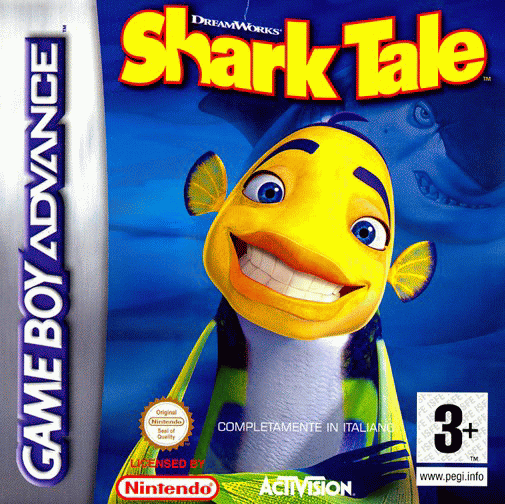 DREAMWORKS
Shark Tale
TM
GAME BOY ADVANCE
Original
Nintendo
Seal of
Quality
COMPLETAMENTE IN ITALIANO
LICENSED BY
Nintendo
ACTIVISION
3+
TM
www.pegi.info